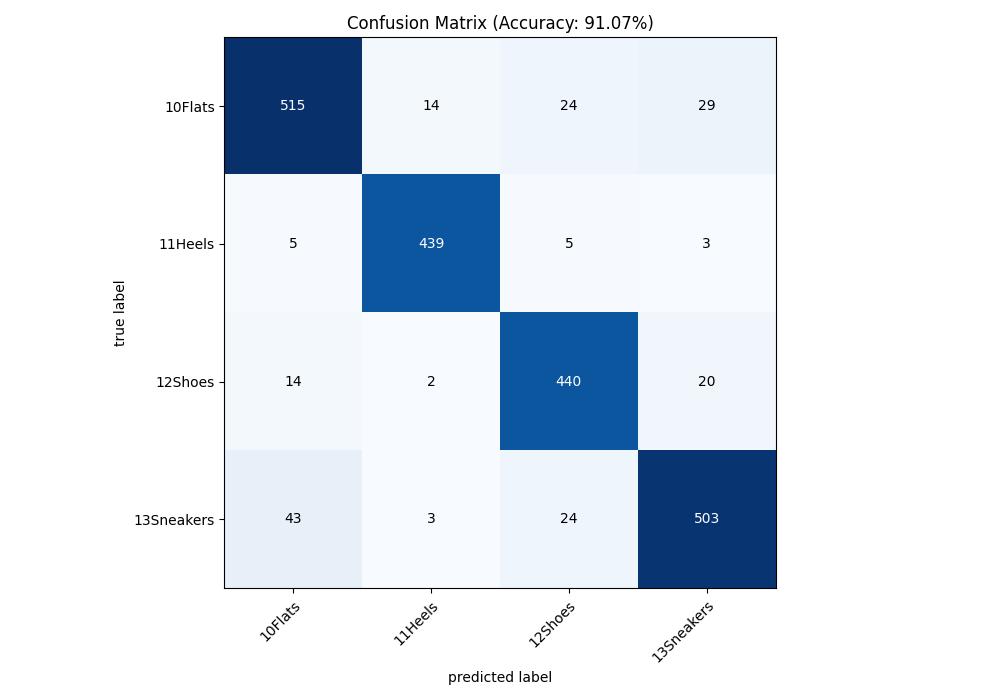 Confusion Matrix (Accuracy: 91.07%)
true label
10Flats 515 14 24 29
11Heels 5 439 5 3
12Shoes 14 2 440 20
13Sneakers 43 3 24 503
10Flats 11Heels 12Shoes 13Sneakers
predicted label